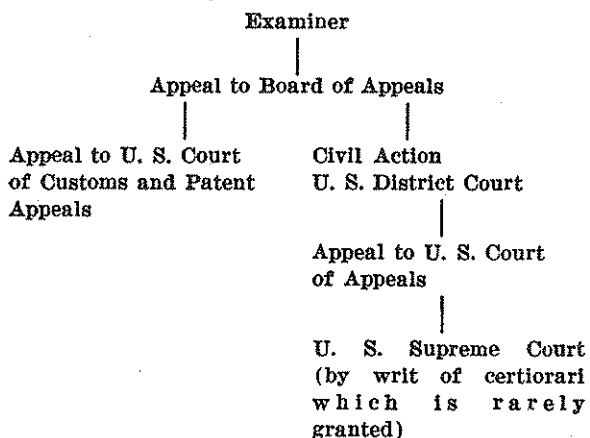 Examiner
Appeal to Board of Appeals
Appeal to U. S. Court
of Customs and Patent
Appeals
Civil Action
U. S. District Court
Appeal to U. S. Court
of Appeals
U. S. Supreme Court
(by writ of certiorari
which is rarely
granted)